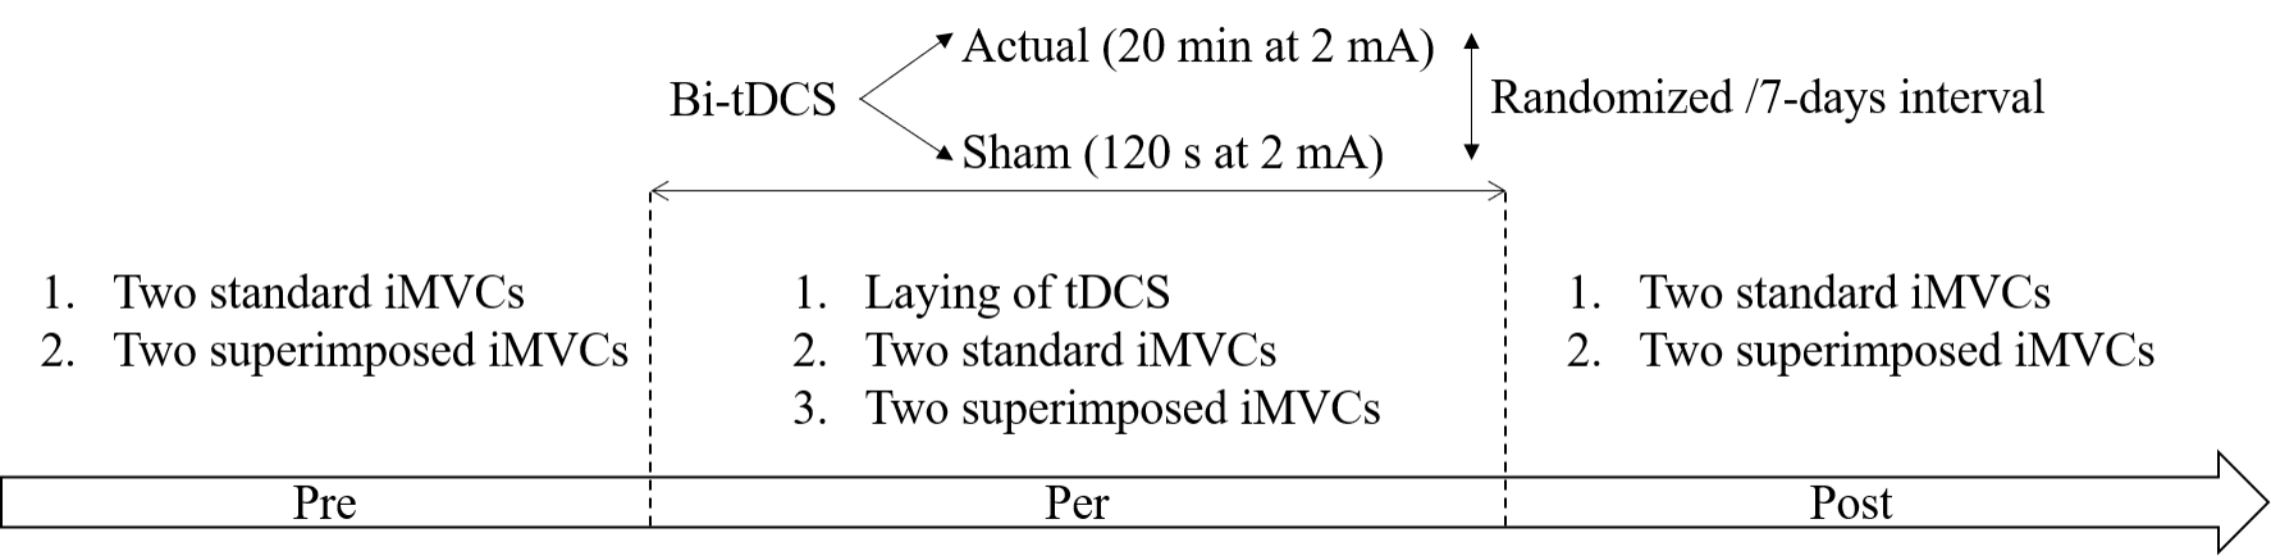 Actual (20 min at 2 mA)
Bi-tDCS
Randomized /7-days interval
Sham (120 s at 2 mA)
1. Two standard iMVCs
2. Two superimposed iMVCs
1. Laying of tDCS
2. Two standard iMVCs
3. Two superimposed iMVCs
1. Two standard iMVCs
2. Two superimposed iMVCs
Pre
Per
Post